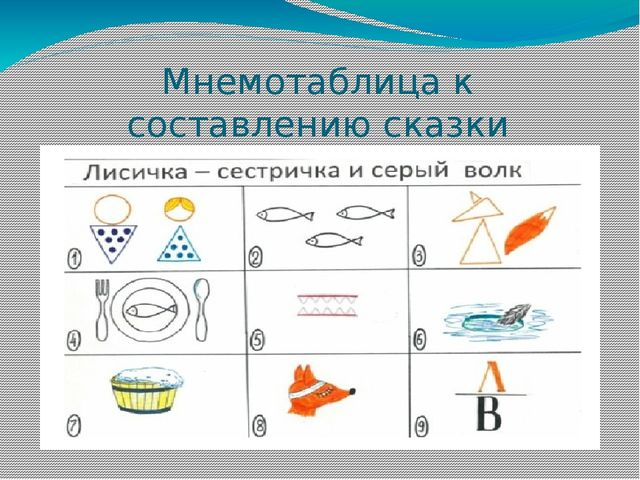 Мнемотаблица к
составлению сказки
Лисичка – сестричка и серый волк
1 2 3
4 5 6
7 8 9
Л
В